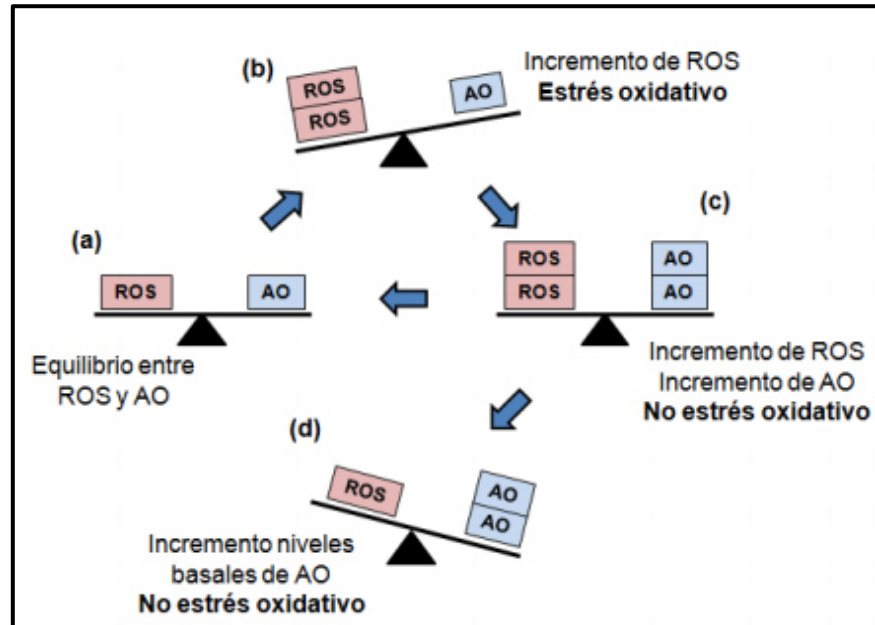 (b)
ROS
ROS
AO
Incremento de ROS
Estrés oxidativo
(a)
ROS
AO
Equilibrio entre
ROS y AO
(c)
ROS
ROS
AO
AO
Incremento de ROS
Incremento de AO
No estrés oxidativo
(d)
ROS
AO
AO
Incremento niveles
basales de AO
No estrés oxidativo